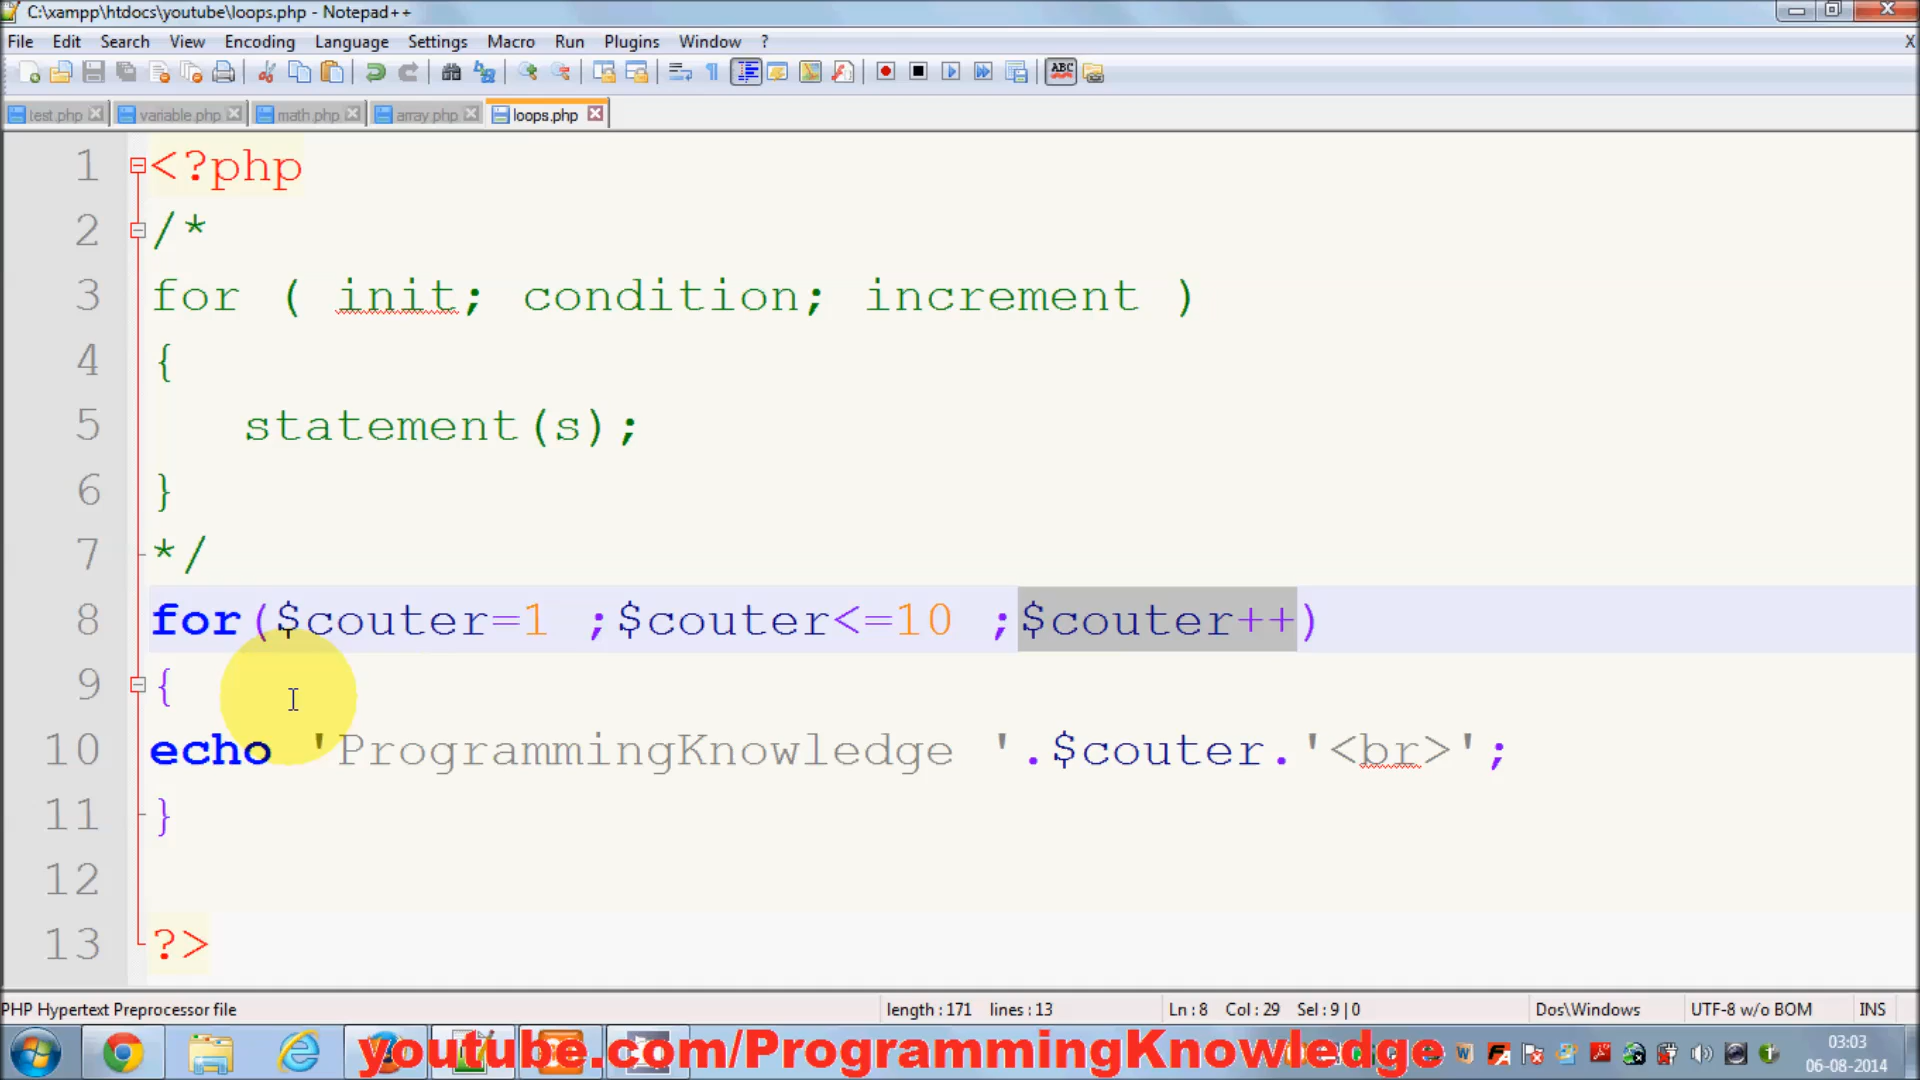 C:\xampp\htdocs\youtube\loops.php - Notepad++
File Edit Search View Encoding Language Settings Macro Run Plugins Window ? X
ABC
test.php variable.php math.php array.php loops.php
1 <?php
2 /*
3 for ( init; condition; increment )
4 {
5 statement(s);
6 }
7 */
8 for($couter=1 ;$couter<=10 ;$couter++)
9 {
10 echo 'ProgrammingKnowledge '.$couter.'<br>';
11 }
12
13 ?>
PHP Hypertext Preprocessor file length : 171 lines : 13 Ln : 8 Col : 29 Sel : 9 | 0 Dos\Windows UTF-8 w/o BOM INS
youtube.com/ProgrammingKnowledge
03:03
06-08-2014